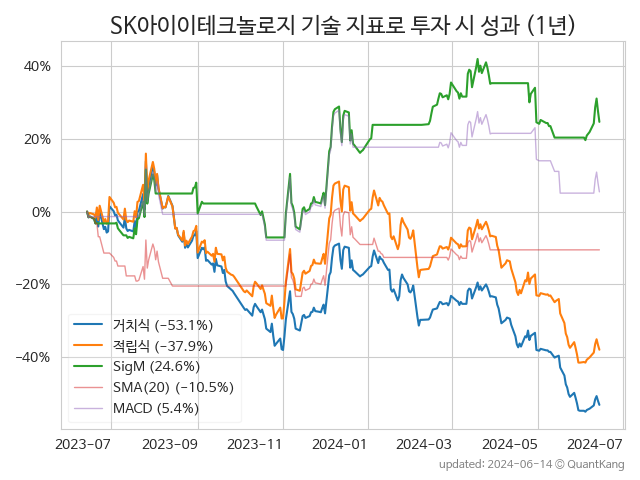 SK아이이테크놀로지 기술 지표로 투자 시 성과 (1년)
40%
20%
0%
−20%
−40%
거치식 (−53.1%)
적립식 (−37.9%)
SigM (24.6%)
SMA(20) (−10.5%)
MACD (5.4%)
2023-07 2023-09 2023-11 2024-01 2024-03 2024-05 2024-07
updated: 2024-06-14 © QuantKang